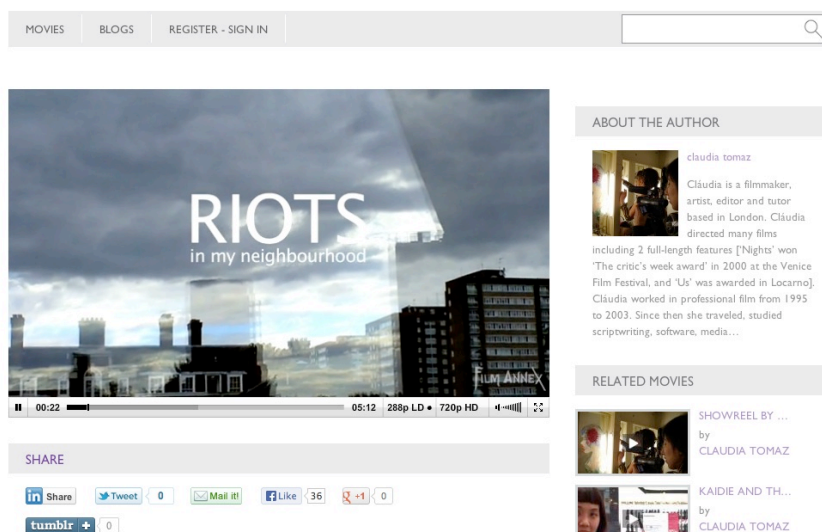 MOVIES
BLOGS
REGISTER - SIGN IN
RIOTS
in my neighbourhood
FILM ANNEX
00:22
05:12
288p LD ● 720p HD
SHARE
Share
Tweet 0
Mail it!
Like 36
+1 0
tumblr + 0
ABOUT THE AUTHOR
claudia tomaz
Cláudia is a filmmaker,
artist, editor and tutor
based in London. Cláudia
directed many films
including 2 full-length features ['Nights' won
'The critic's week award' in 2000 at the Venice
Film Festival, and 'Us' was awarded in Locarno].
Cláudia worked in professional film from 1995
to 2003. Since then she traveled, studied
scriptwriting, software, media…
RELATED MOVIES
SHOWREEL BY ...
by
CLAUDIA TOMAZ
KAIDIE AND TH...
by
CLAUDIA TOMAZ